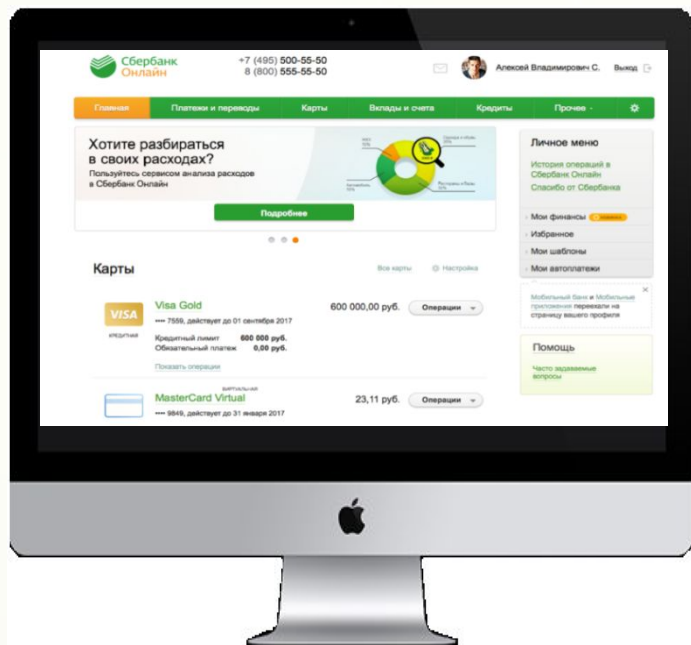 Сбербанк
Онлайн
+7 (495) 500-55-50
8 (800) 555-55-50
Алексей Владимирович С.
Выход
Главная
Платежи и переводы
Карты
Вклады и счета
Кредиты
Прочее
Хотите разбираться
в своих расходах?
Пользуйтесь сервисом анализа расходов
в Сбербанк Онлайн
Подробнее
Карты
Все карты
Настройка
VISA
КРЕДИТНАЯ
Visa Gold
•••• 7559, действует до 01 сентября 2017
Кредитный лимит 600 000 руб.
Обязательный платеж 0,00 руб.
Показать операции
600 000,00 руб.
Операции
ВИРТУАЛЬНАЯ
MasterCard Virtual
•••• 9849, действует до 31 января 2017
23,11 руб.
Операции
Личное меню
История операций в
Сбербанк Онлайн
Спасибо от Сбербанка
Мои финансы
Избранное
Мои шаблоны
Мои автоплатежи
Мобильный Банк и Мобильные
приложения переехали на
страницу вашего профиля
Помощь
Часто задаваемые
вопросы